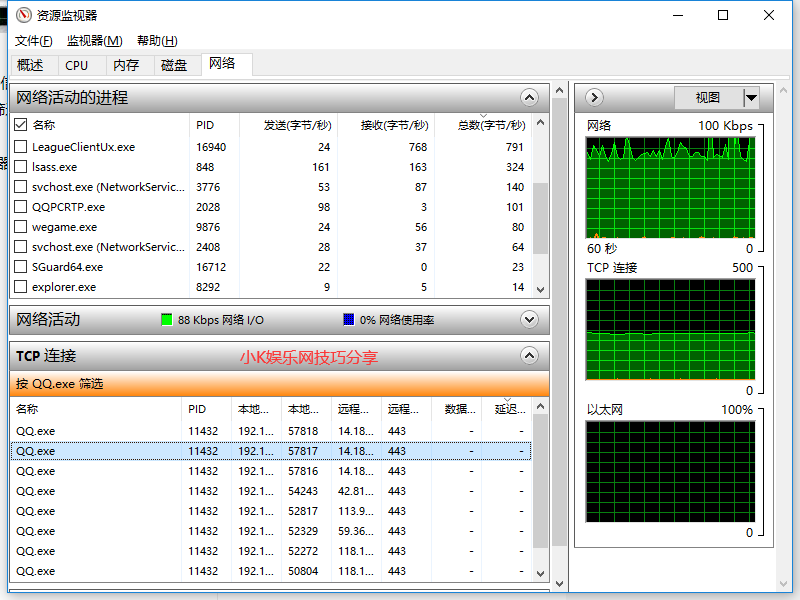 资源监视器
文件(F) 监视器(M) 帮助(H)
概述 CPU 内存 磁盘 网络
网络活动的进程
名称 PID 发送(字节/秒) 接收(字节/秒) 总数(字节/秒)
LeagueClientUx.exe 16940 24 768 791
lsass.exe 848 161 163 324
svchost.exe (NetworkServic... 3776 53 87 140
QQPCRTP.exe 2028 98 3 101
wegame.exe 9876 24 56 80
svchost.exe (NetworkServic... 2408 28 37 64
SGuard64.exe 16712 22 0 23
explorer.exe 8292 9 5 14
网络活动 88 Kbps 网络 I/O 0% 网络使用率
TCP 连接 小K娱乐网技巧分享
按 QQ.exe 筛选
名称 PID 本地... 本地... 远程... 远程... 数据... 延迟...
QQ.exe 11432 192.1... 57818 14.18... 443 - -
QQ.exe 11432 192.1... 57817 14.18... 443 - -
QQ.exe 11432 192.1... 57816 14.18... 443 - -
QQ.exe 11432 192.1... 54243 42.81... 443 - -
QQ.exe 11432 192.1... 52817 113.9... 443 - -
QQ.exe 11432 192.1... 52329 59.36... 443 - -
QQ.exe 11432 192.1... 52272 118.1... 443 - -
QQ.exe 11432 192.1... 50804 118.1... 443 - -
视图
网络 100 Kbps
60 秒 0
TCP 连接 500
0
以太网 100%
0